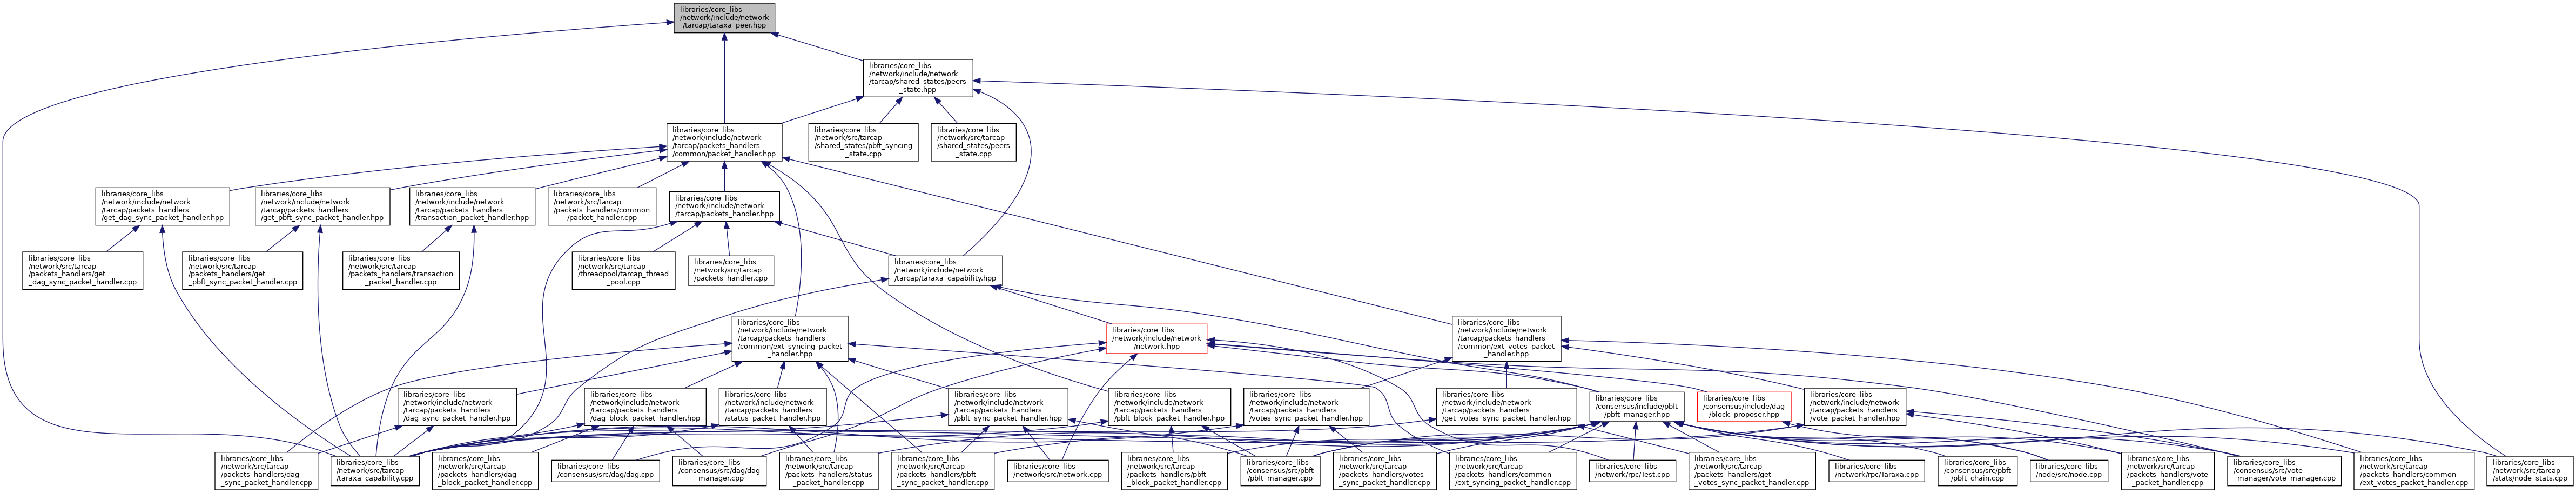 libraries/core_libs
/network/include/network
/tarcap/taraxa_peer.hpp
libraries/core_libs
/network/include/network
/tarcap/shared_states/peers
_state.hpp
libraries/core_libs
/network/include/network
/tarcap/packets_handlers
/common/packet_handler.hpp
libraries/core_libs
/network/src/tarcap
/shared_states/pbft_syncing
_state.cpp
libraries/core_libs
/network/src/tarcap
/shared_states/peers
_state.cpp
libraries/core_libs
/network/include/network
/tarcap/packets_handlers
/get_dag_sync_packet_handler.hpp
libraries/core_libs
/network/include/network
/tarcap/packets_handlers
/get_pbft_sync_packet_handler.hpp
libraries/core_libs
/network/include/network
/tarcap/packets_handlers
/transaction_packet_handler.hpp
libraries/core_libs
/network/src/tarcap
/packets_handlers/common
/packet_handler.cpp
libraries/core_libs
/network/include/network
/tarcap/packets_handler.hpp
libraries/core_libs
/network/src/tarcap
/packets_handlers/get
_dag_sync_packet_handler.cpp
libraries/core_libs
/network/src/tarcap
/packets_handlers/get
_pbft_sync_packet_handler.cpp
libraries/core_libs
/network/src/tarcap
/packets_handlers/transaction
_packet_handler.cpp
libraries/core_libs
/network/src/tarcap
/threadpool/tarcap_thread
_pool.cpp
libraries/core_libs
/network/src/tarcap
/packets_handler.cpp
libraries/core_libs
/network/include/network
/tarcap/taraxa_capability.hpp
libraries/core_libs
/network/include/network
/tarcap/packets_handlers
/common/ext_syncing_packet
_handler.hpp
libraries/core_libs
/network/include/network
/network.hpp
libraries/core_libs
/network/include/network
/tarcap/packets_handlers
/common/ext_votes_packet
_handler.hpp
libraries/core_libs
/network/include/network
/tarcap/packets_handlers
/dag_sync_packet_handler.hpp
libraries/core_libs
/network/include/network
/tarcap/packets_handlers
/dag_block_packet_handler.hpp
libraries/core_libs
/network/include/network
/tarcap/packets_handlers
/status_packet_handler.hpp
libraries/core_libs
/network/include/network
/tarcap/packets_handlers
/pbft_sync_packet_handler.hpp
libraries/core_libs
/network/include/network
/tarcap/packets_handlers
/pbft_block_packet_handler.hpp
libraries/core_libs
/network/include/network
/tarcap/packets_handlers
/votes_sync_packet_handler.hpp
libraries/core_libs
/network/include/network
/tarcap/packets_handlers
/get_votes_sync_packet_handler.hpp
libraries/core_libs
/consensus/include/pbft
/pbft_manager.hpp
libraries/core_libs
/consensus/include/dag
/block_proposer.hpp
libraries/core_libs
/network/include/network
/tarcap/packets_handlers
/vote_packet_handler.hpp
libraries/core_libs
/network/src/tarcap
/packets_handlers/dag
_sync_packet_handler.cpp
libraries/core_libs
/network/src/tarcap
/taraxa_capability.cpp
libraries/core_libs
/network/src/tarcap
/packets_handlers/dag
_block_packet_handler.cpp
libraries/core_libs
/consensus/src/dag/dag.cpp
libraries/core_libs
/consensus/src/dag/dag
_manager.cpp
libraries/core_libs
/network/src/tarcap
/packets_handlers/status
_packet_handler.cpp
libraries/core_libs
/network/src/tarcap
/packets_handlers/pbft
_sync_packet_handler.cpp
libraries/core_libs
/network/src/network.cpp
libraries/core_libs
/network/src/tarcap
/packets_handlers/pbft
_block_packet_handler.cpp
libraries/core_libs
/consensus/src/pbft
/pbft_manager.cpp
libraries/core_libs
/network/src/tarcap
/packets_handlers/votes
_sync_packet_handler.cpp
libraries/core_libs
/network/src/tarcap
/packets_handlers/common
/ext_syncing_packet_handler.cpp
libraries/core_libs
/network/rpc/Test.cpp
libraries/core_libs
/network/src/tarcap
/packets_handlers/get
_votes_sync_packet_handler.cpp
libraries/core_libs
/network/rpc/Taraxa.cpp
libraries/core_libs
/consensus/src/pbft
/pbft_chain.cpp
libraries/core_libs
/node/src/node.cpp
libraries/core_libs
/network/src/tarcap
/packets_handlers/vote
_packet_handler.cpp
libraries/core_libs
/consensus/src/vote
_manager/vote_manager.cpp
libraries/core_libs
/network/src/tarcap
/packets_handlers/common
/ext_votes_packet_handler.cpp
libraries/core_libs
/network/src/tarcap
/stats/node_stats.cpp